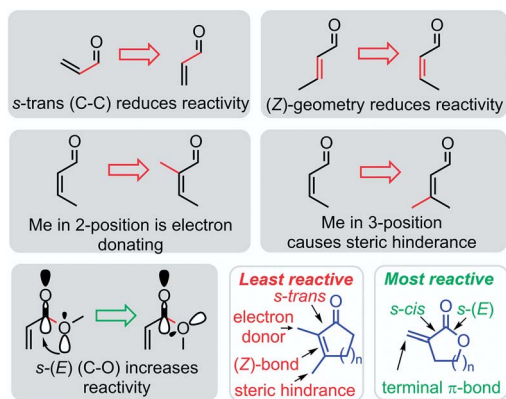 O
O
s-trans (C-C) reduces reactivity
O
O
(Z)-geometry reduces reactivity
O
O
Me in 2-position is electron
donating
O
O
Me in 3-position
causes steric hinderance
O
O
O
O
s-(E) (C-O) increases
reactivity
Least reactive
s-trans
O
electron
donor
(Z)-bond
( )n
steric hindrance
Most reactive
s-cis
O
s-(E)
O
( )n
terminal π-bond